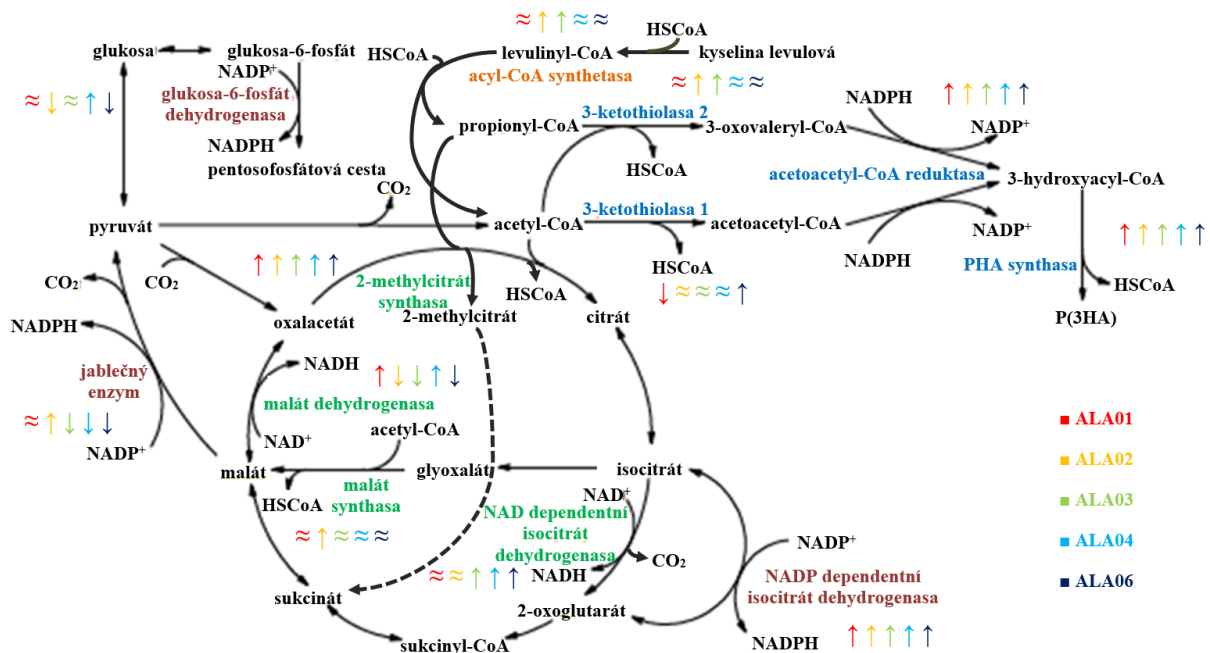 glukosa
glukosa-6-fosfát
HSCoA
HSCoA
levulinyl-CoA
kyselina levulová
acyl-CoA synthetasa
≈ ↑ ↑ ≈ ≈
≈ ↓ ≈ ↑ ↓
NADP⁺
glukosa-6-fosfát
dehydrogenasa
NADPH
pentosofosfátová cesta
≈ ↑ ↑ ≈ ≈
propionyl-CoA
3-ketothiolasa 2
3-oxovaleryl-CoA
HSCoA
NADPH
↑ ↑ ↑ ↑ ↑
NADP⁺
acetoacetyl-CoA reduktasa
3-hydroxyacyl-CoA
CO₂
pyruvát
acetyl-CoA
3-ketothiolasa 1
acetoacetyl-CoA
NADP⁺
NADPH
HSCoA
↓ ≈ ≈ ≈ ↑
PHA synthasa
↑ ↑ ↑ ↑ ↑
HSCoA
P(3HA)
CO₂
CO₂
↑ ↑ ↑ ↑ ↑
2-methylcitrát
synthasa
HSCoA
oxalacetát
2-methylcitrát
citrát
NADPH
jablečný
enzym
≈ ↑ ↓ ↓ ↓
NADP⁺
NADH
↑ ↓ ↓ ↑ ↓
malát dehydrogenasa
NAD⁺
acetyl-CoA
malát
glyoxalát
isocitrát
HSCoA
malát
synthasa
≈ ↑ ≈ ≈ ≈
NAD⁺
NAD dependentní
isocitrát
dehydrogenasa
CO₂
NADH
≈ ≈ ↑ ↑ ↑
NADP⁺
NADP dependentní
isocitrát dehydrogenasa
NADPH
↑ ↑ ↑ ↑ ↑
sukcinát
2-oxoglutarát
sukcinyl-CoA
ALA01
ALA02
ALA03
ALA04
ALA06